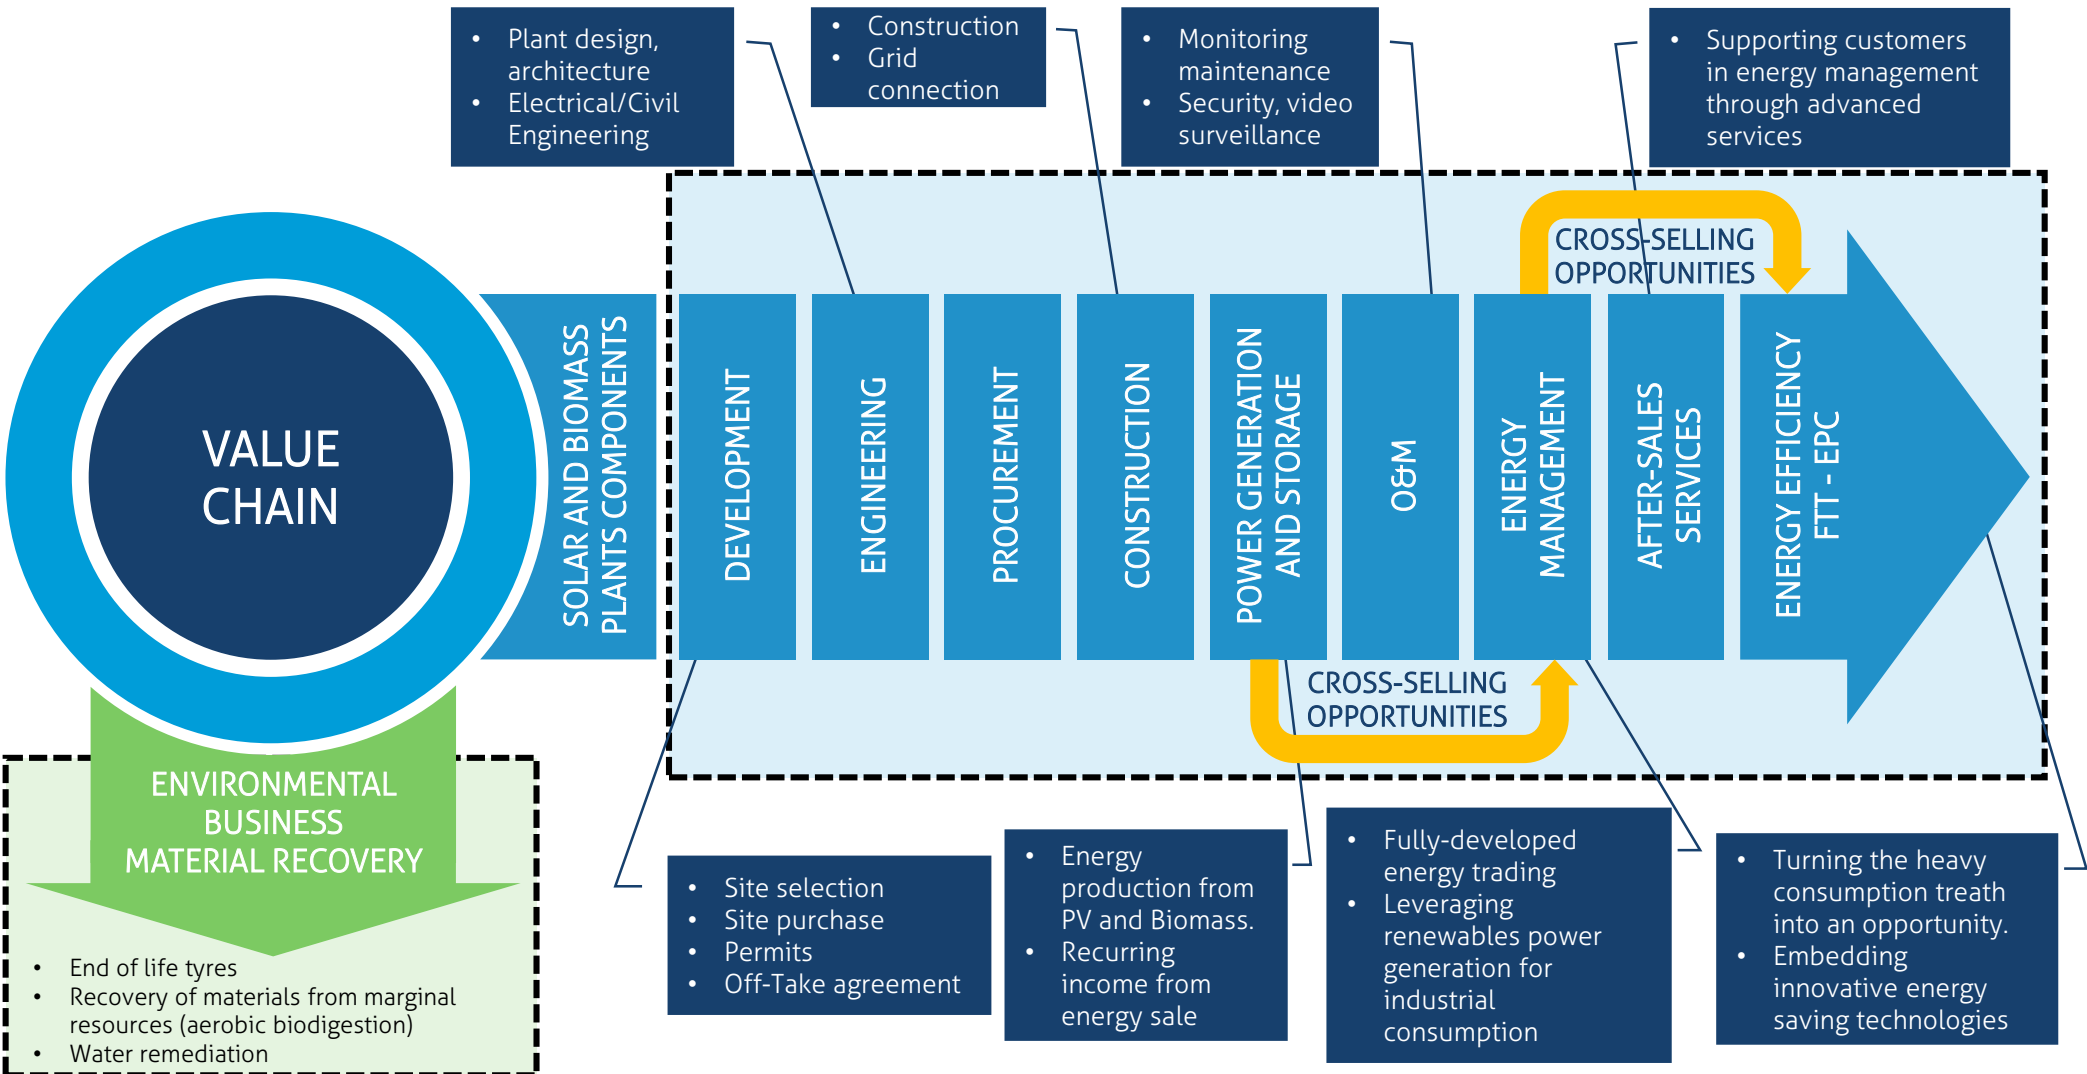 • Plant design,
architecture
• Electrical/Civil
Engineering
• Construction
• Grid
connection
• Monitoring
maintenance
• Security, video
surveillance
• Supporting customers
in energy management
through advanced
services
CROSS-SELLING
OPPORTUNITIES
VALUE
CHAIN
SOLAR AND BIOMASS
PLANTS COMPONENTS
DEVELOPMENT
ENGINEERING
PROCUREMENT
CONSTRUCTION
POWER GENERATION
AND STORAGE
O&M
ENERGY
MANAGEMENT
AFTER-SALES
SERVICES
ENERGY EFFICIENCY
FTT - EPC
CROSS-SELLING
OPPORTUNITIES
ENVIRONMENTAL
BUSINESS
MATERIAL RECOVERY
• End of life tyres
• Recovery of materials from marginal
resources (aerobic biodigestion)
• Water remediation
• Site selection
• Site purchase
• Permits
• Off-Take agreement
• Energy
production from
PV and Biomass.
• Recurring
income from
energy sale
• Fully-developed
energy trading
• Leveraging
renewables power
generation for
industrial
consumption
• Turning the heavy
consumption treath
into an opportunity.
• Embedding
innovative energy
saving technologies